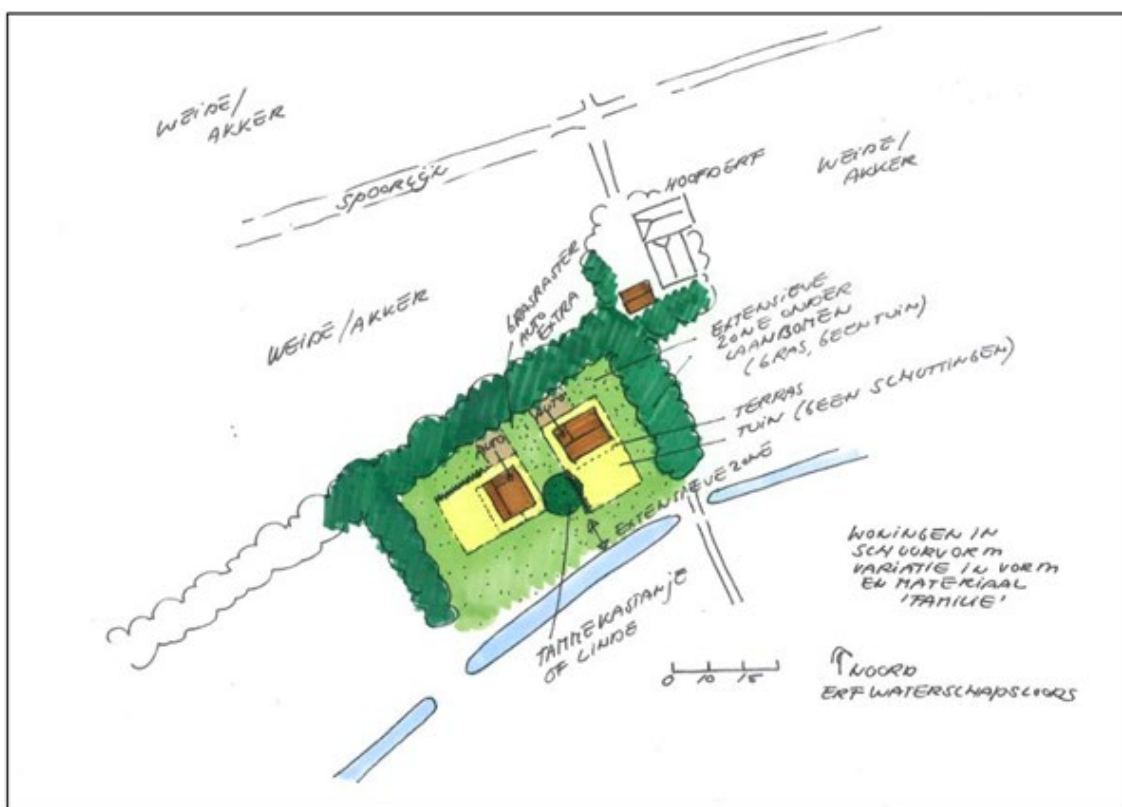 WEIDE/
AKKER
SPOORLIJN
WEIDE/
AKKER
HOOFDERF
WEIDE/AKKER
GRASRASTER
AUTO
EXTRA
EXTENSIEVE
ZONE ONDER
LAANBOMEN
(GRAS, GEEN TUIN)
TERRAS
TUIN (GEEN SCHUTTINGEN)
AUTO
AUTO
EXTENSIEVE ZONE
TAMME KASTANJE
OF LINDE
WONINGEN IN
SCHUURVORM
VARIATIE IN VORM
EN MATERIAAL
'FAMILIE'
0 10 15
NOORD
ERF WATERSCHAPSLOORS